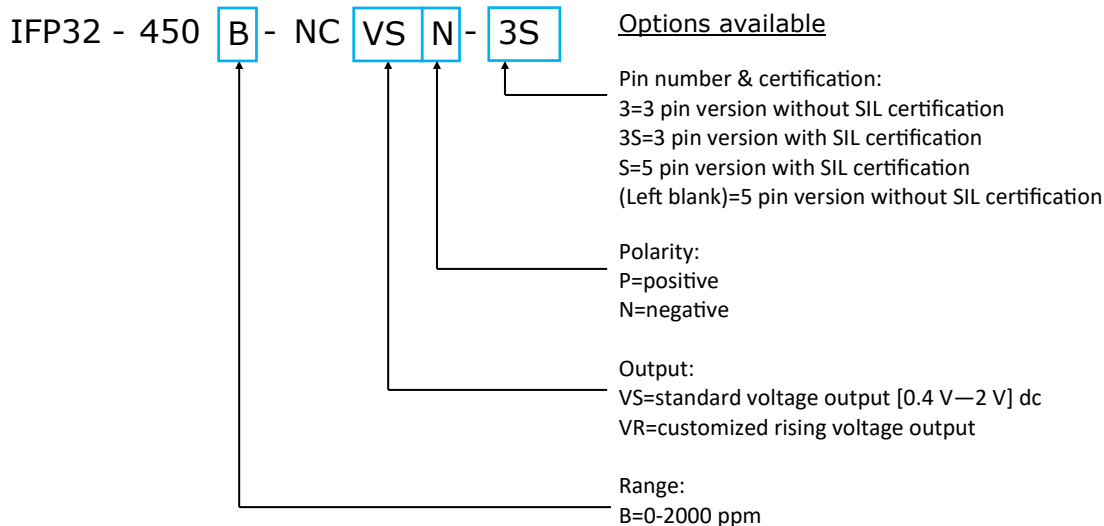 IFP32 - 450 B - NC VS N - 3S
Options available
Pin number & certification:
3=3 pin version without SIL certification
3S=3 pin version with SIL certification
S=5 pin version with SIL certification
(Left blank)=5 pin version without SIL certification
Polarity:
P=positive
N=negative
Output:
VS=standard voltage output [0.4 V—2 V] dc
VR=customized rising voltage output
Range:
B=0-2000 ppm